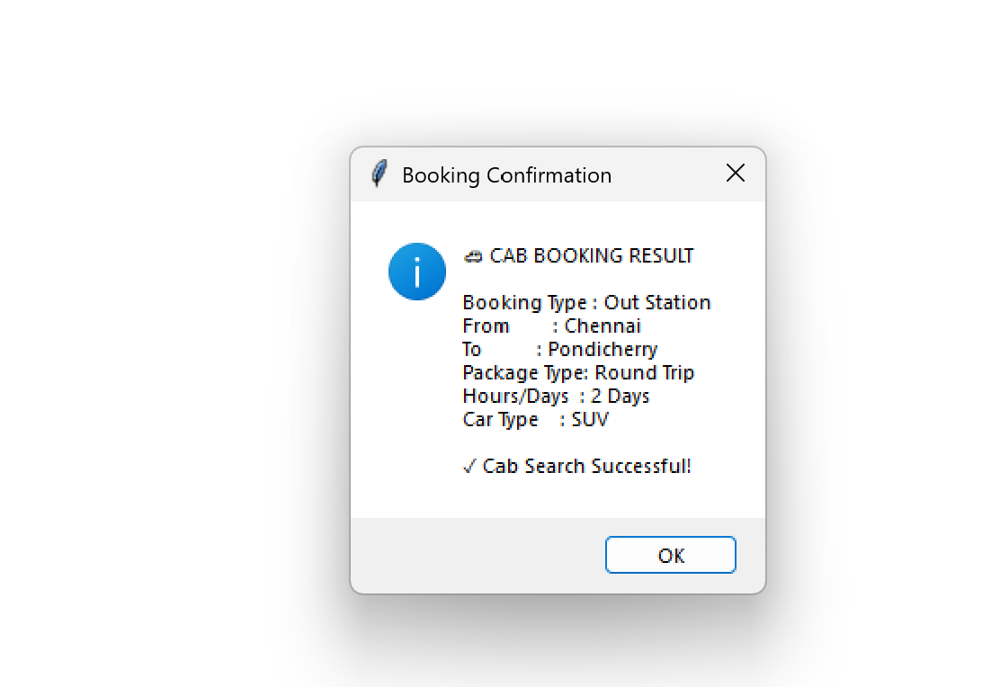 Booking Confirmation
🚗 CAB BOOKING RESULT
Booking Type : Out Station
From        : Chennai
To          : Pondicherry
Package Type: Round Trip
Hours/Days  : 2 Days
Car Type    : SUV
✓ Cab Search Successful!
OK